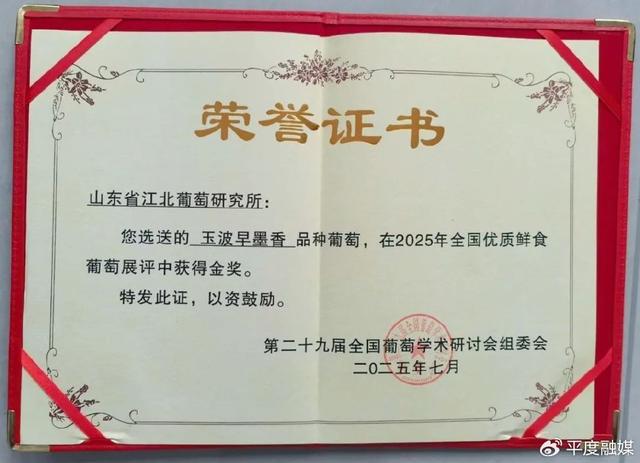 荣誉证书
山东省江北葡萄研究所：
您选送的 玉波早墨香 品种葡萄，在2025年全国优质鲜食
葡萄展评中获得金奖。
特发此证，以资鼓励。
第二十九届全国葡萄学术研讨会组委会
二〇二五年七月
平度融媒